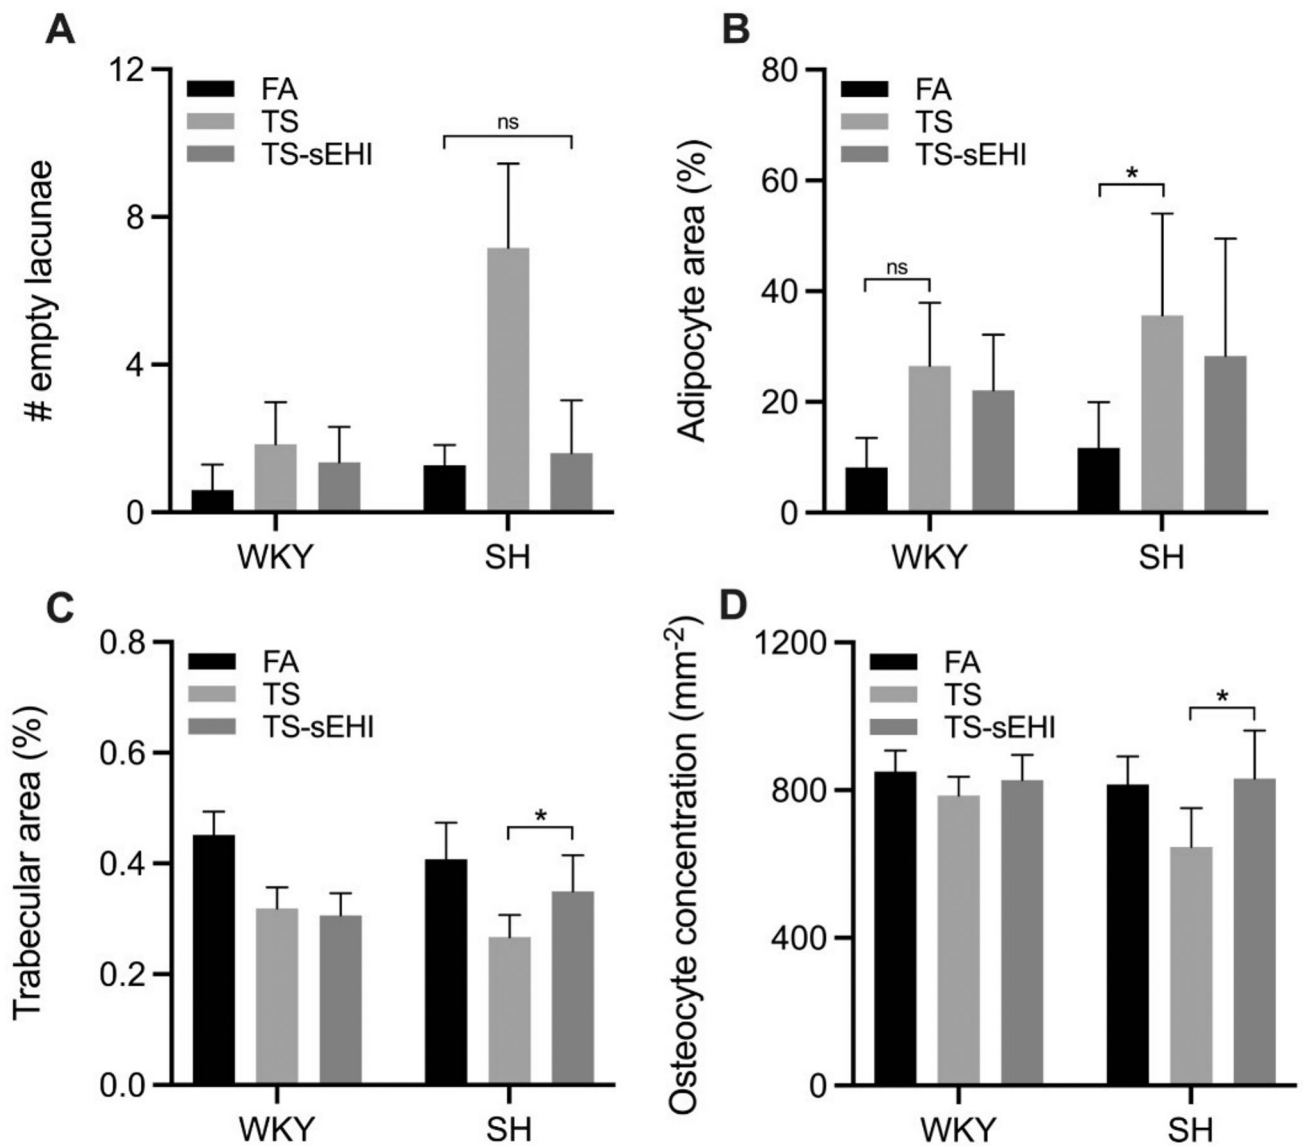 A
# empty lacunae
12
8
4
0
FA
TS
TS-sEHI
ns
WKY
SH
B
Adipocyte area (%)
80
60
40
20
0
FA
TS
TS-sEHI
ns
*
WKY
SH
C
Trabecular area (%)
0.8
0.6
0.4
0.2
0.0
FA
TS
TS-sEHI
*
WKY
SH
D
Osteocyte concentration (mm-2)
1200
800
400
0
FA
TS
TS-sEHI
*
WKY
SH